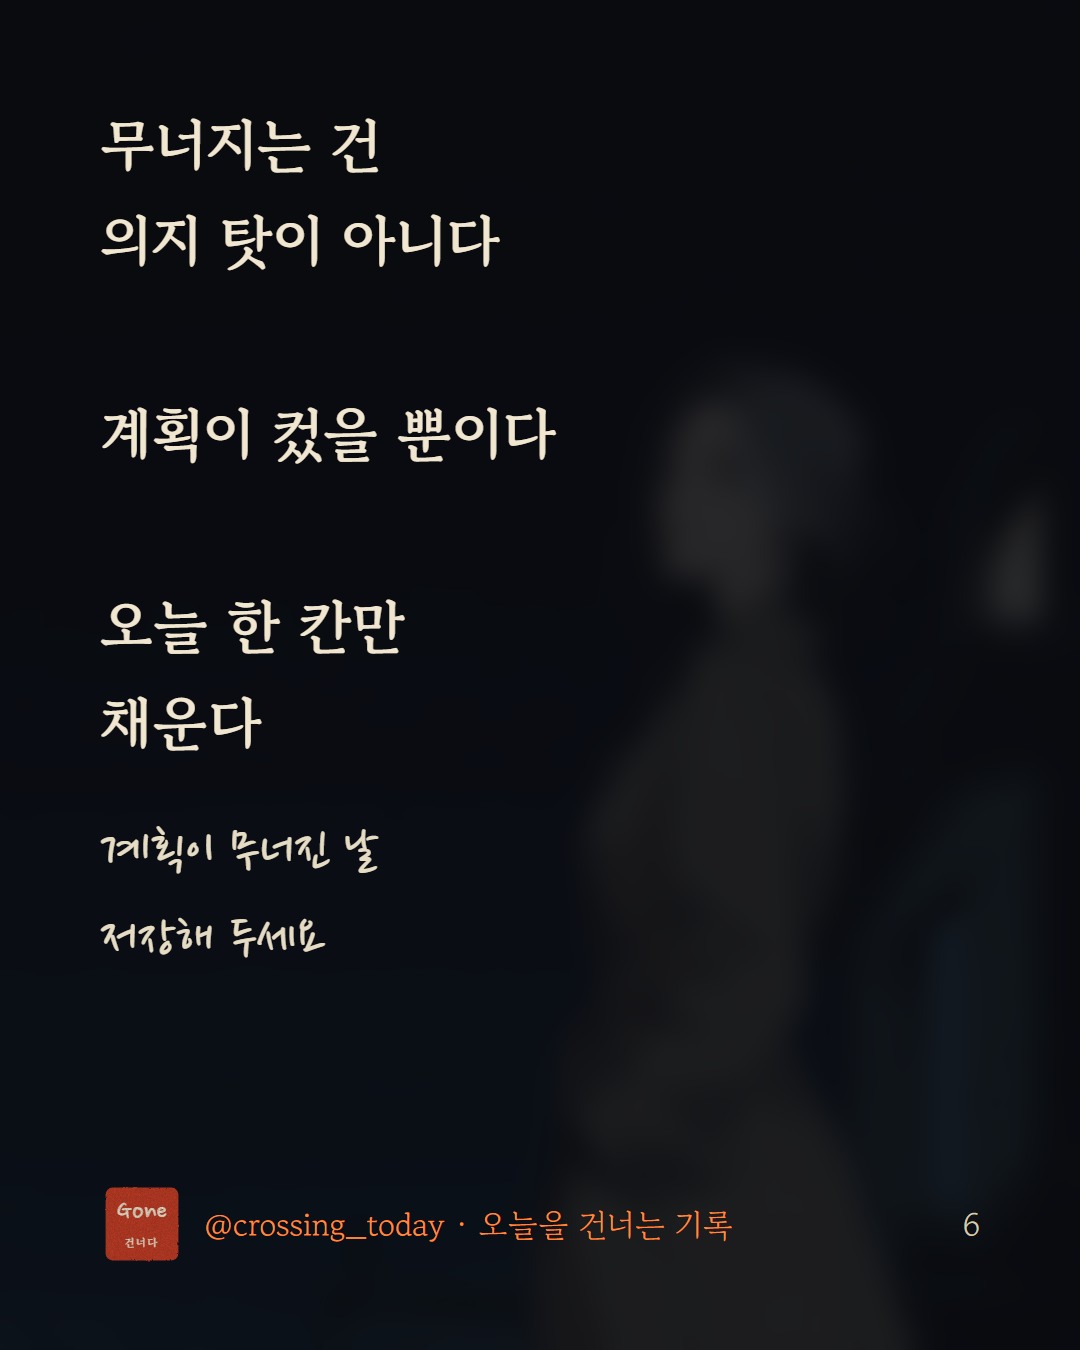 무너지는 건
의지 탓이 아니다
계획이 컸을 뿐이다
오늘 한 칸만
채운다
계획이 무너진 날
저장해 두세요
Gone
건너다
@crossing_today · 오늘을 건너는 기록
6